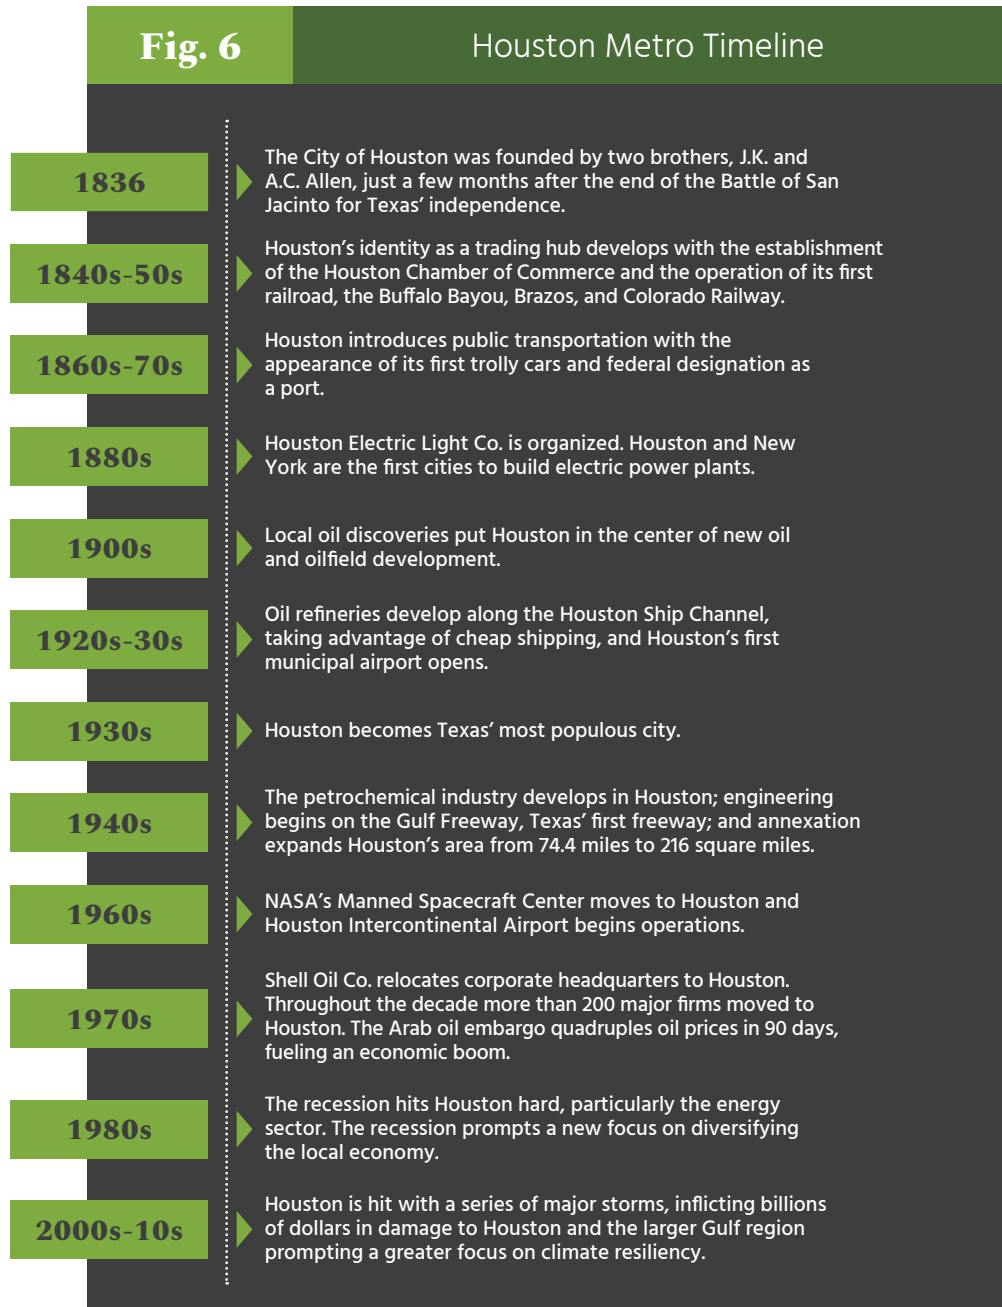 Fig. 6
Houston Metro Timeline
1836
The City of Houston was founded by two brothers, J.K. and
A.C. Allen, just a few months after the end of the Battle of San
Jacinto for Texas’ independence.
1840s-50s
Houston’s identity as a trading hub develops with the establishment
of the Houston Chamber of Commerce and the operation of its first
railroad, the Buffalo Bayou, Brazos, and Colorado Railway.
1860s-70s
Houston introduces public transportation with the
appearance of its first trolly cars and federal designation as
a port.
1880s
Houston Electric Light Co. is organized. Houston and New
York are the first cities to build electric power plants.
1900s
Local oil discoveries put Houston in the center of new oil
and oilfield development.
1920s-30s
Oil refineries develop along the Houston Ship Channel,
taking advantage of cheap shipping, and Houston’s first
municipal airport opens.
1930s
Houston becomes Texas’ most populous city.
1940s
The petrochemical industry develops in Houston; engineering
begins on the Gulf Freeway, Texas’ first freeway; and annexation
expands Houston’s area from 74.4 miles to 216 square miles.
1960s
NASA’s Manned Spacecraft Center moves to Houston and
Houston Intercontinental Airport begins operations.
1970s
Shell Oil Co. relocates corporate headquarters to Houston.
Throughout the decade more than 200 major firms moved to
Houston. The Arab oil embargo quadruples oil prices in 90 days,
fueling an economic boom.
1980s
The recession hits Houston hard, particularly the energy
sector. The recession prompts a new focus on diversifying
the local economy.
2000s-10s
Houston is hit with a series of major storms, inflicting billions
of dollars in damage to Houston and the larger Gulf region
prompting a greater focus on climate resiliency.